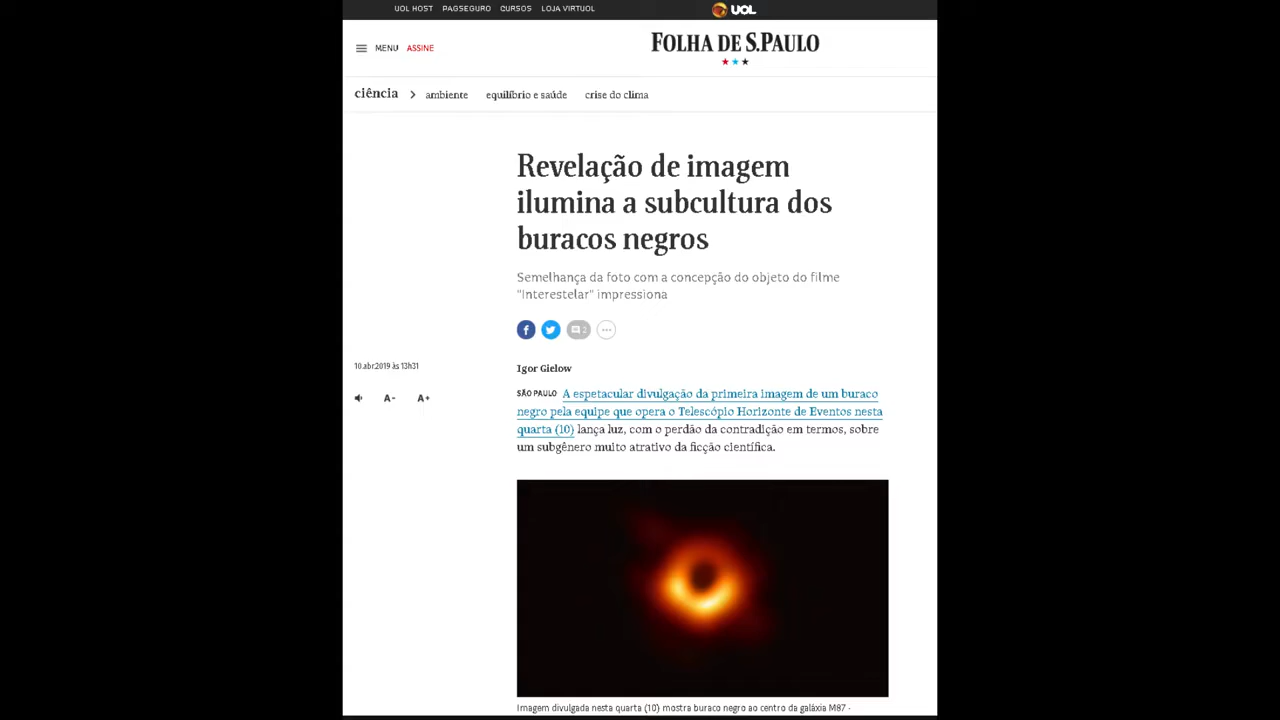 UOL HOST PAGSEGURO CURSOS LOJA VIRTUOL
UOL
MENU ASSINE
FOLHA DE S.PAULO
ciência
ambiente equilíbrio e saúde crise do clima
Revelação de imagem
ilumina a subcultura dos
buracos negros
Semelhança da foto com a concepção do objeto do filme
"Interestelar" impressiona
2
10.abr.2019 às 13h31
A- A+
Igor Gielow
SÃO PAULO A espetacular divulgação da primeira imagem de um buraco
negro pela equipe que opera o Telescópio Horizonte de Eventos nesta
quarta (10) lança luz, com o perdão da contradição em termos, sobre
um subgênero muito atrativo da ficção científica.
Imagem divulgada nesta quarta (10) mostra buraco negro ao centro da galáxia M87 -